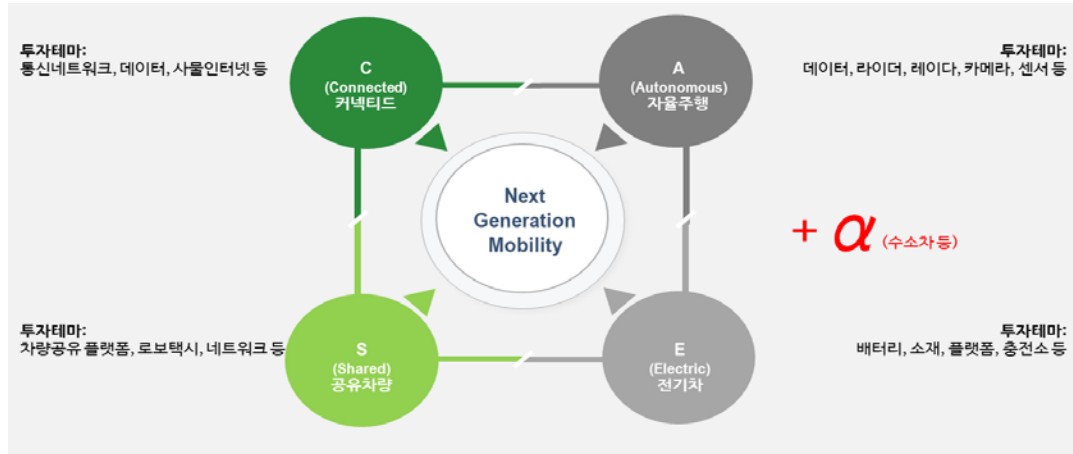 투자테마:
통신네트워크, 데이터, 사물인터넷 등
C
(Connected)
커넥티드
A
(Autonomous)
자율주행
투자테마:
데이터, 라이더, 레이다, 카메라, 센서 등
Next
Generation
Mobility
+ α (수소차 등)
투자테마:
차량공유 플랫폼, 로보택시, 네트워크 등
S
(Shared)
공유차량
E
(Electric)
전기차
투자테마:
배터리, 소재, 플랫폼, 충전소 등